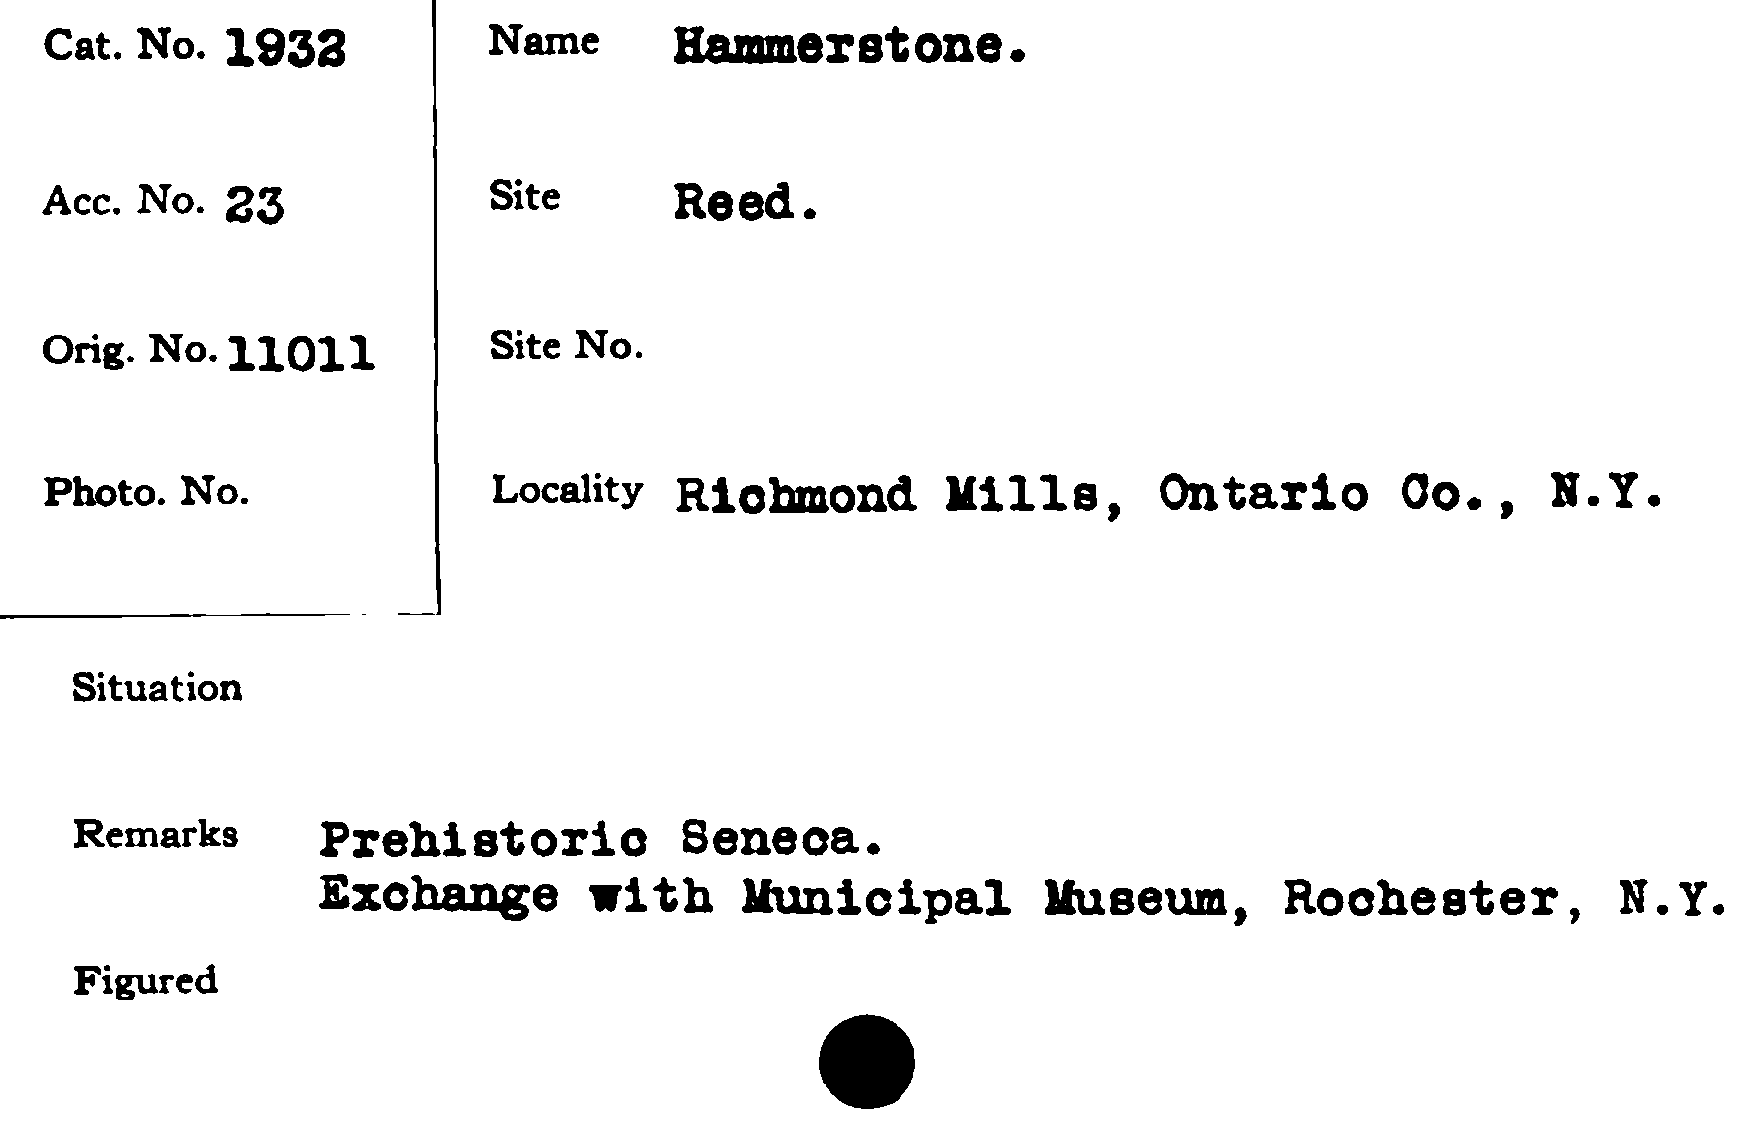 Cat. No. 1932
Name Hammerstone.
Acc. No. 23
Site Reed.
Orig. No. 11011
Site No.
Photo. No.
Locality Richmond Mills, Ontario Co., N.Y.
Situation
Remarks Prehistoric Seneca.
Exchange with Municipal Museum, Rochester, N.Y.
Figured